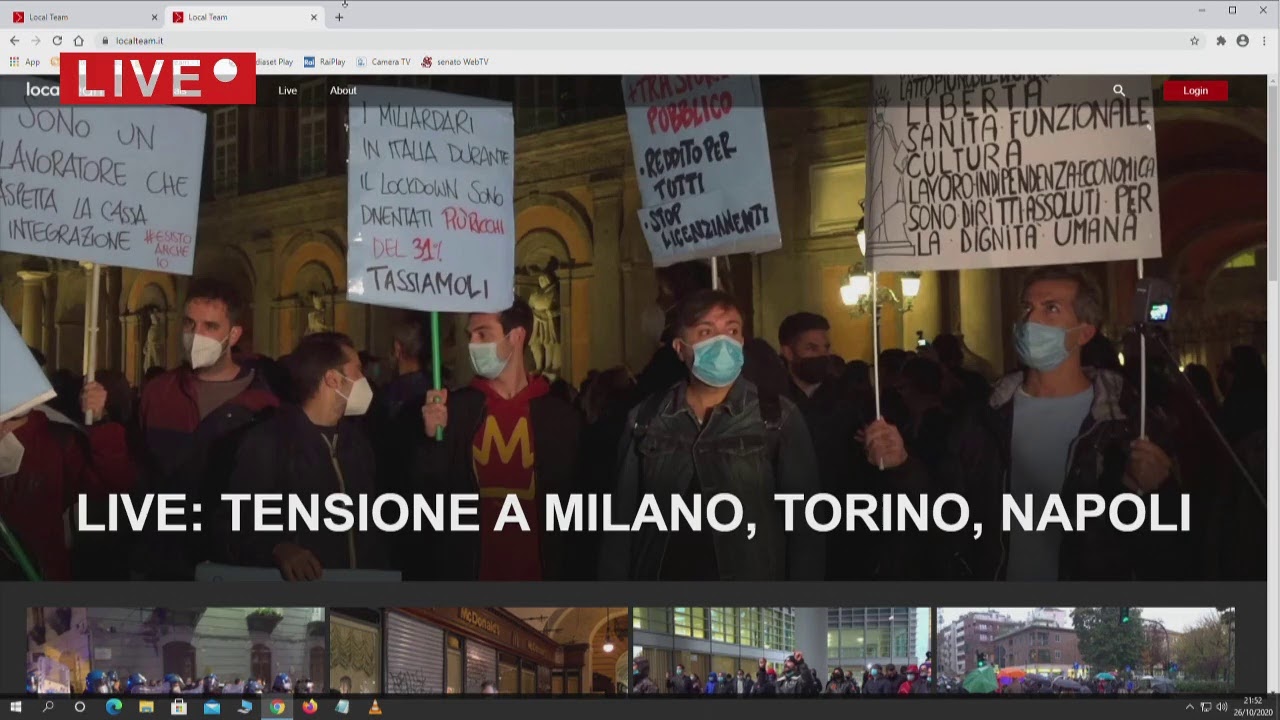 Local Team
Local Team
localteam.it
App
diaset Play
RaiPlay
Camera TV
senato WebTV
LIVE
loca
Live
About
Login
SONO UN
LAVORATORE CHE
ASPETTA LA CASSA
INTEGRAZIONE
#ESISTO
ANCHE
IO
I MILIARDARI
IN ITALIA DURANTE
IL LOCKDOWN SONO
DIVENTATI PIÙ RICCHI
DEL 31%
TASSIAMOLI
PUBBLICO
• REDDITO PER
TUTTI
• STOP
LICENZIAMENTI
LIBERTÀ
SANITÀ FUNZIONALE
CULTURA
LAVORO-INDIPENDENZA ECONOMICA
SONO DIRITTI ASSOLUTI PER
LA DIGNITÀ UMANA
M
LIVE: TENSIONE A MILANO, TORINO, NAPOLI
McDonald's
21:52
26/10/2020